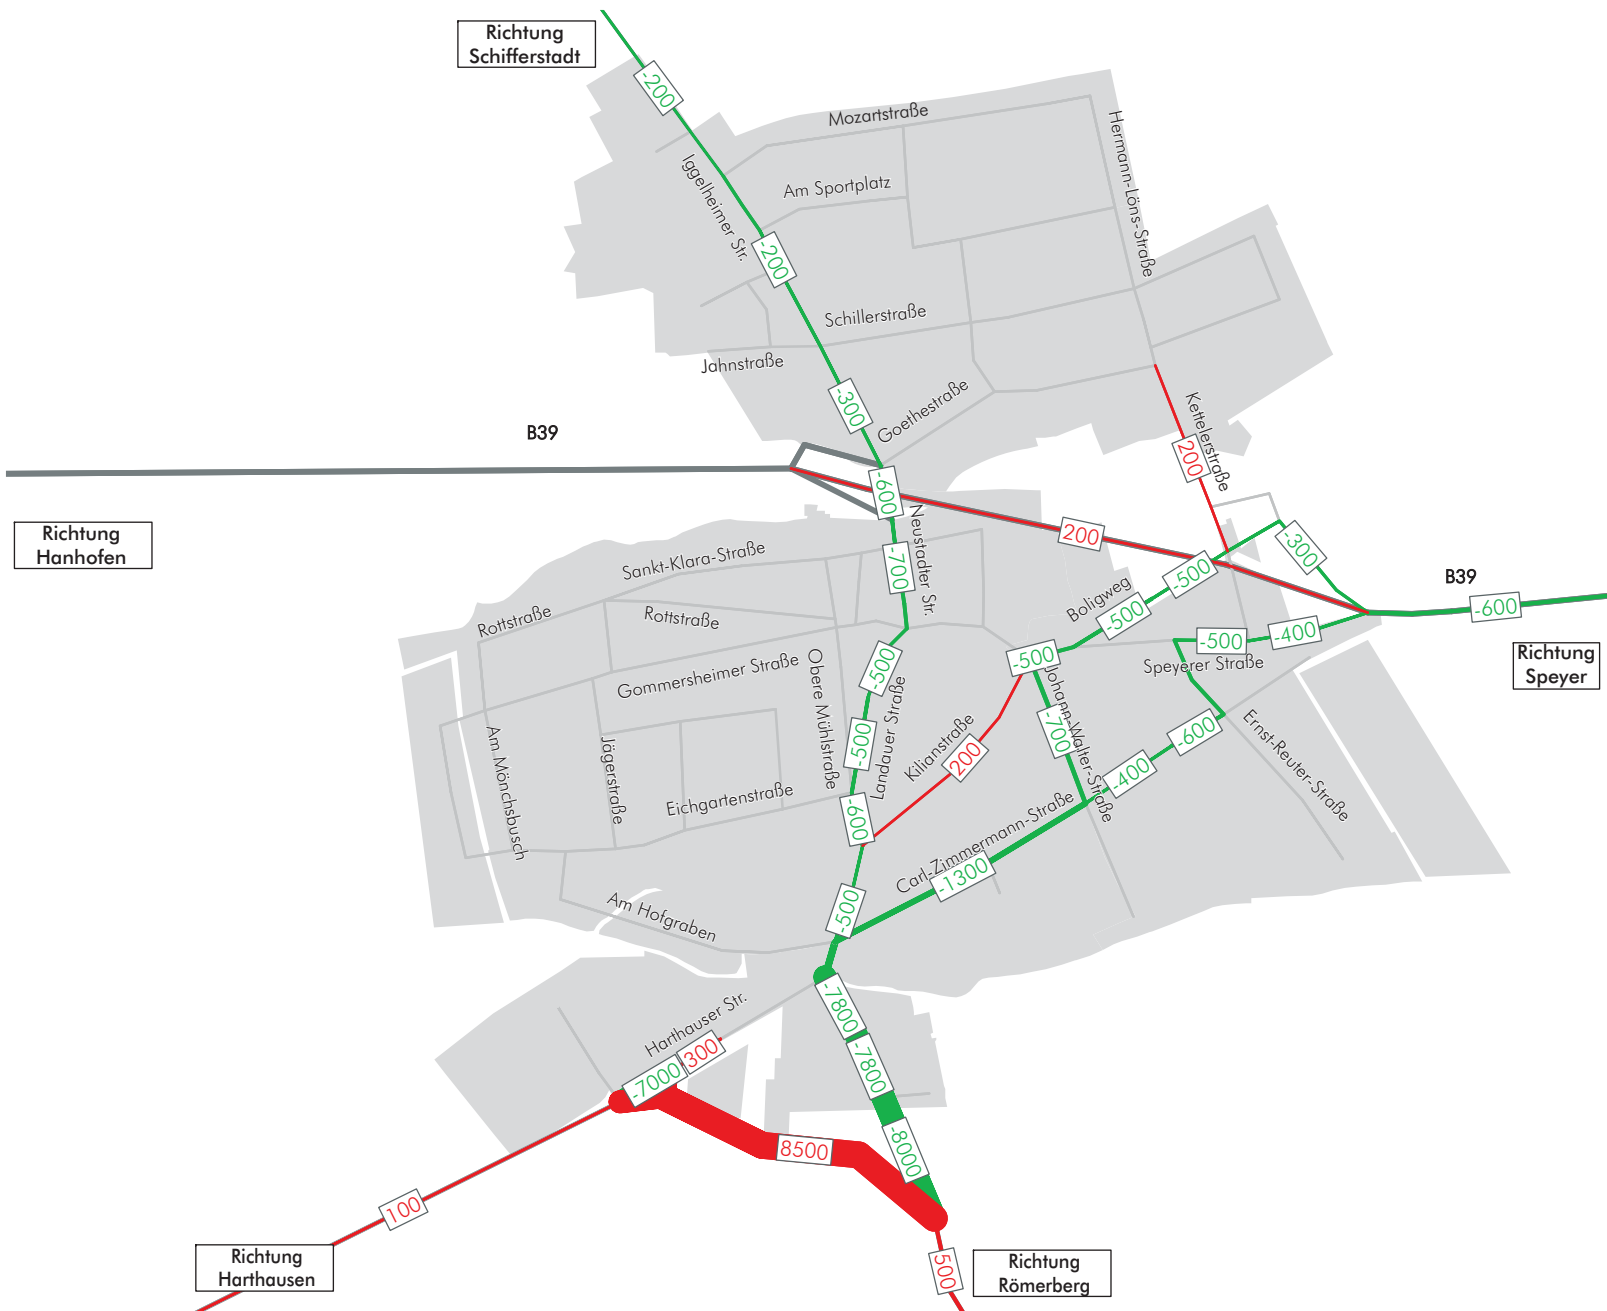 Richtung
Schifferstadt
-200
Mozartstraße
Hermann-Löns-Straße
Iggelheimer Str.
Am Sportplatz
-200
Schillerstraße
Jahnstraße
-300
Goethestraße
Kettelerstraße
B39
200
-600
Richtung
Hanhofen
Neustadter Str.
200
-300
-700
Sankt-Klara-Straße
-500
B39
Boligweg
-500
-600
Rottstraße
Rottstraße
-500
-400
Richtung
Speyer
-500
Speyerer Straße
Gommersheimer Straße
-500
Obere Mühlstraße
Landauer Straße
Johann-Walter-Straße
-700
-600
Ernst-Reuter-Straße
Am Mönchsbusch
Jägerstraße
-500
Kilianstraße
200
-400
Eichgartenstraße
-600
Carl-Zimmermann-Straße
-1300
Am Hofgraben
-500
-7800
Harthauser Str.
300
-7000
-7800
8500
-8000
100
Richtung
Harthausen
500
Richtung
Römerberg